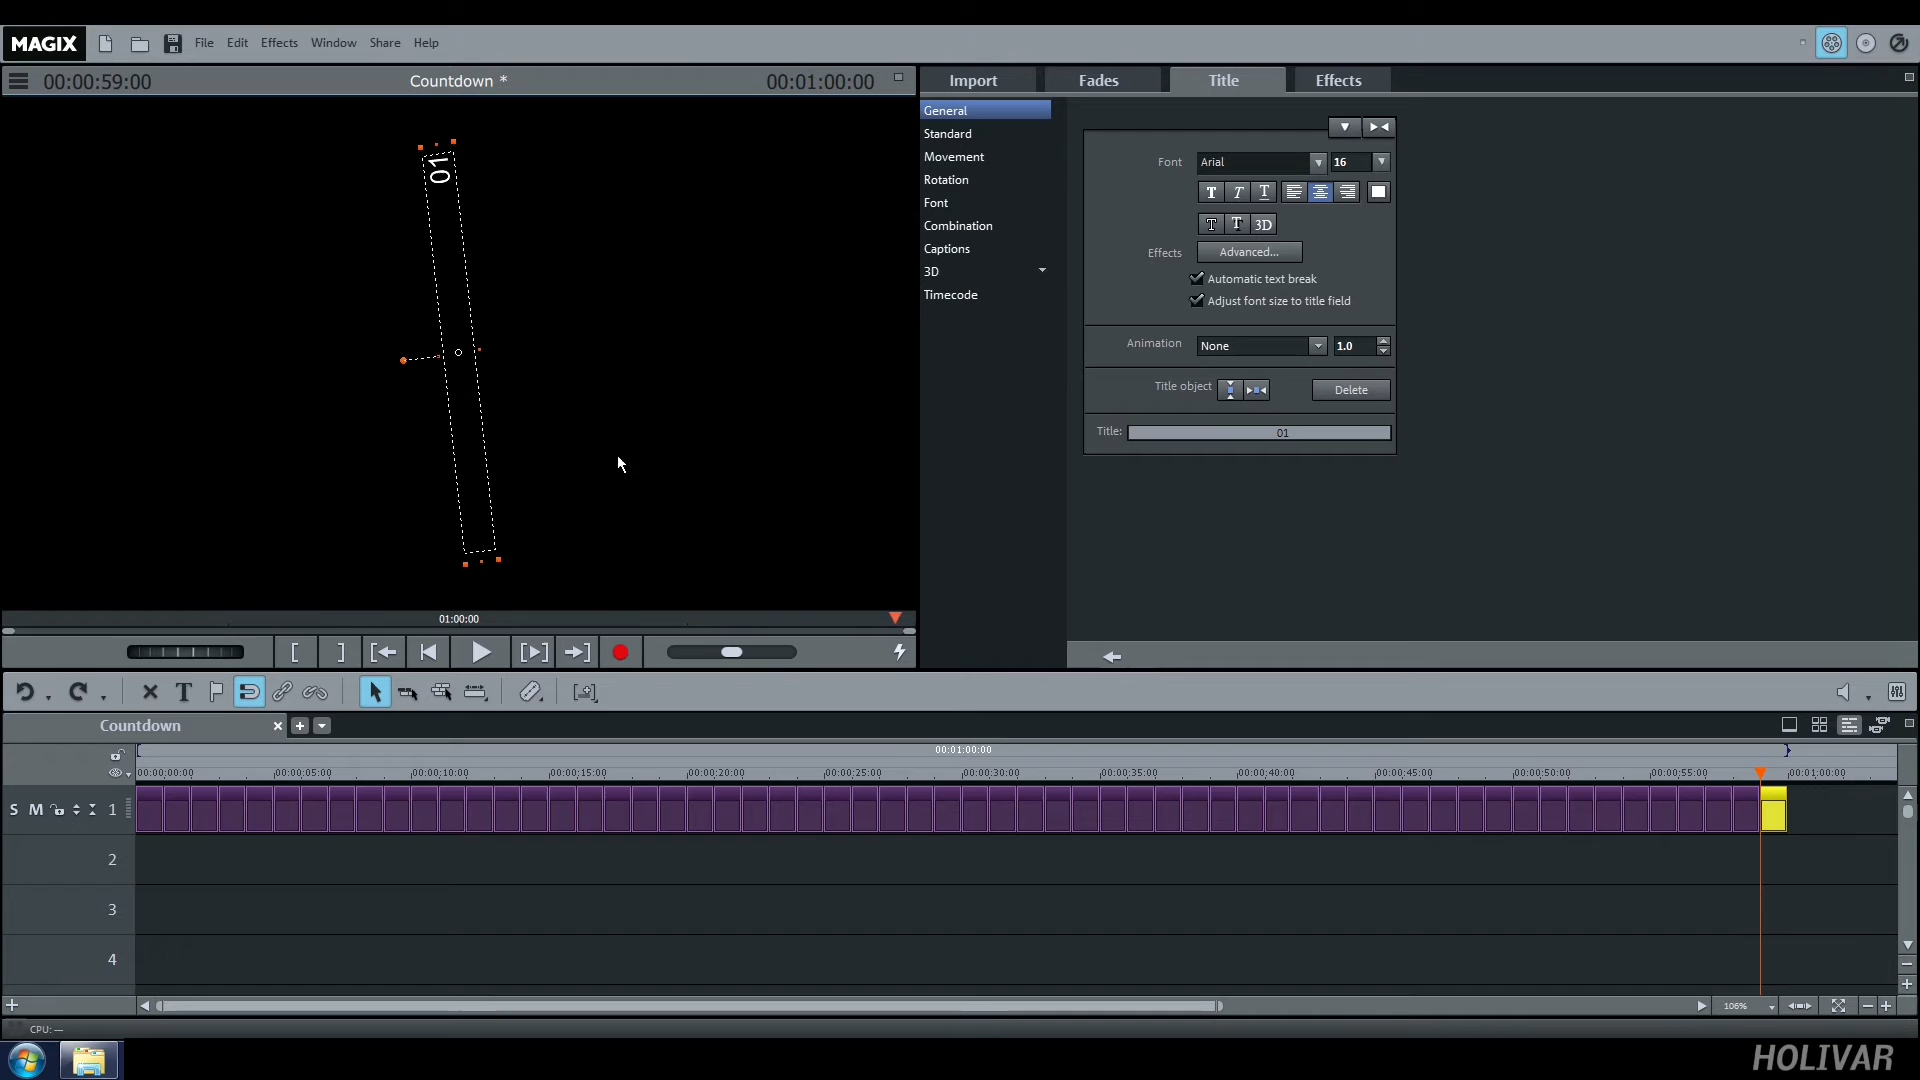 MAGIX File Edit Effects Window Share Help
00:00:59:00 Countdown * 00:01:00:00
Import Fades Title Effects
General
Standard
Movement
Rotation
Font
Combination
Captions
3D
Timecode
01
Font Arial 16
T T T
T T 3D
Effects Advanced...
Automatic text break
Adjust font size to title field
Animation None 1.0
Title object Delete
Title: 01
01:00:00
T
Countdown
00:01:00:00
00:00:00:00 00:00:05:00 00:00:10:00 00:00:15:00 00:00:20:00 00:00:25:00 00:00:30:00 00:00:35:00 00:00:40:00 00:00:45:00 00:00:50:00 00:00:55:00 00:01:00:00
S M 1
2
3
4
106%
CPU: —
HOLIVAR